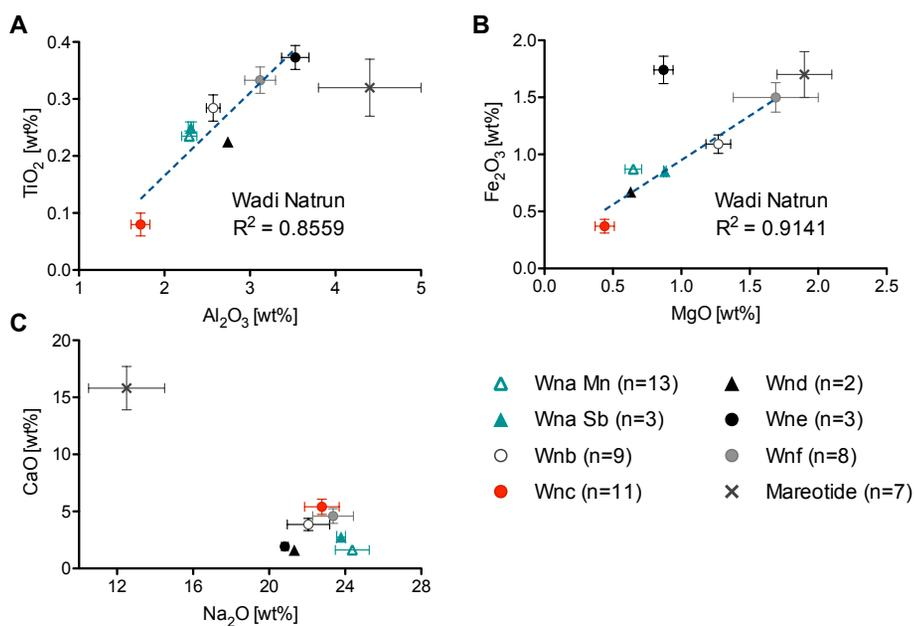 A
B
0.4
0.3
0.2
0.1
0.0
TiO2 [wt%]
Wadi Natrun
R2 = 0.8559
1 2 3 4 5
Al2O3 [wt%]
2.0
1.5
1.0
0.5
0.0
Fe2O3 [wt%]
Wadi Natrun
R2 = 0.9141
0.0 0.5 1.0 1.5 2.0 2.5
MgO [wt%]
C
20
15
10
5
0
CaO [wt%]
12 16 20 24 28
Na2O [wt%]
Wna Mn (n=13)
Wna Sb (n=3)
Wnb (n=9)
Wnc (n=11)
Wnd (n=2)
Wne (n=3)
Wnf (n=8)
Mareotide (n=7)